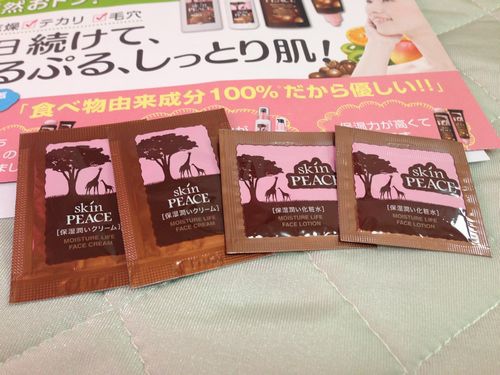 然おトク!
燥 テカリ 毛穴
日続けて、
るぷる、しっとり肌!
「食べ物由来成分100%だから優しい!!」
保湿力が高くて
skin
PEACE
[保湿潤いクリーム]
MOISTURE LIFE
FACE CREAM
skin
PEACE
[保湿潤いクリーム]
MOISTURE LIFE
FACE CREAM
skin
PEACE
[保湿潤い化粧水]
MOISTURE LIFE
FACE LOTION
skin
PEACE
[保湿潤い化粧水]
MOISTURE LIFE
FACE LOTION